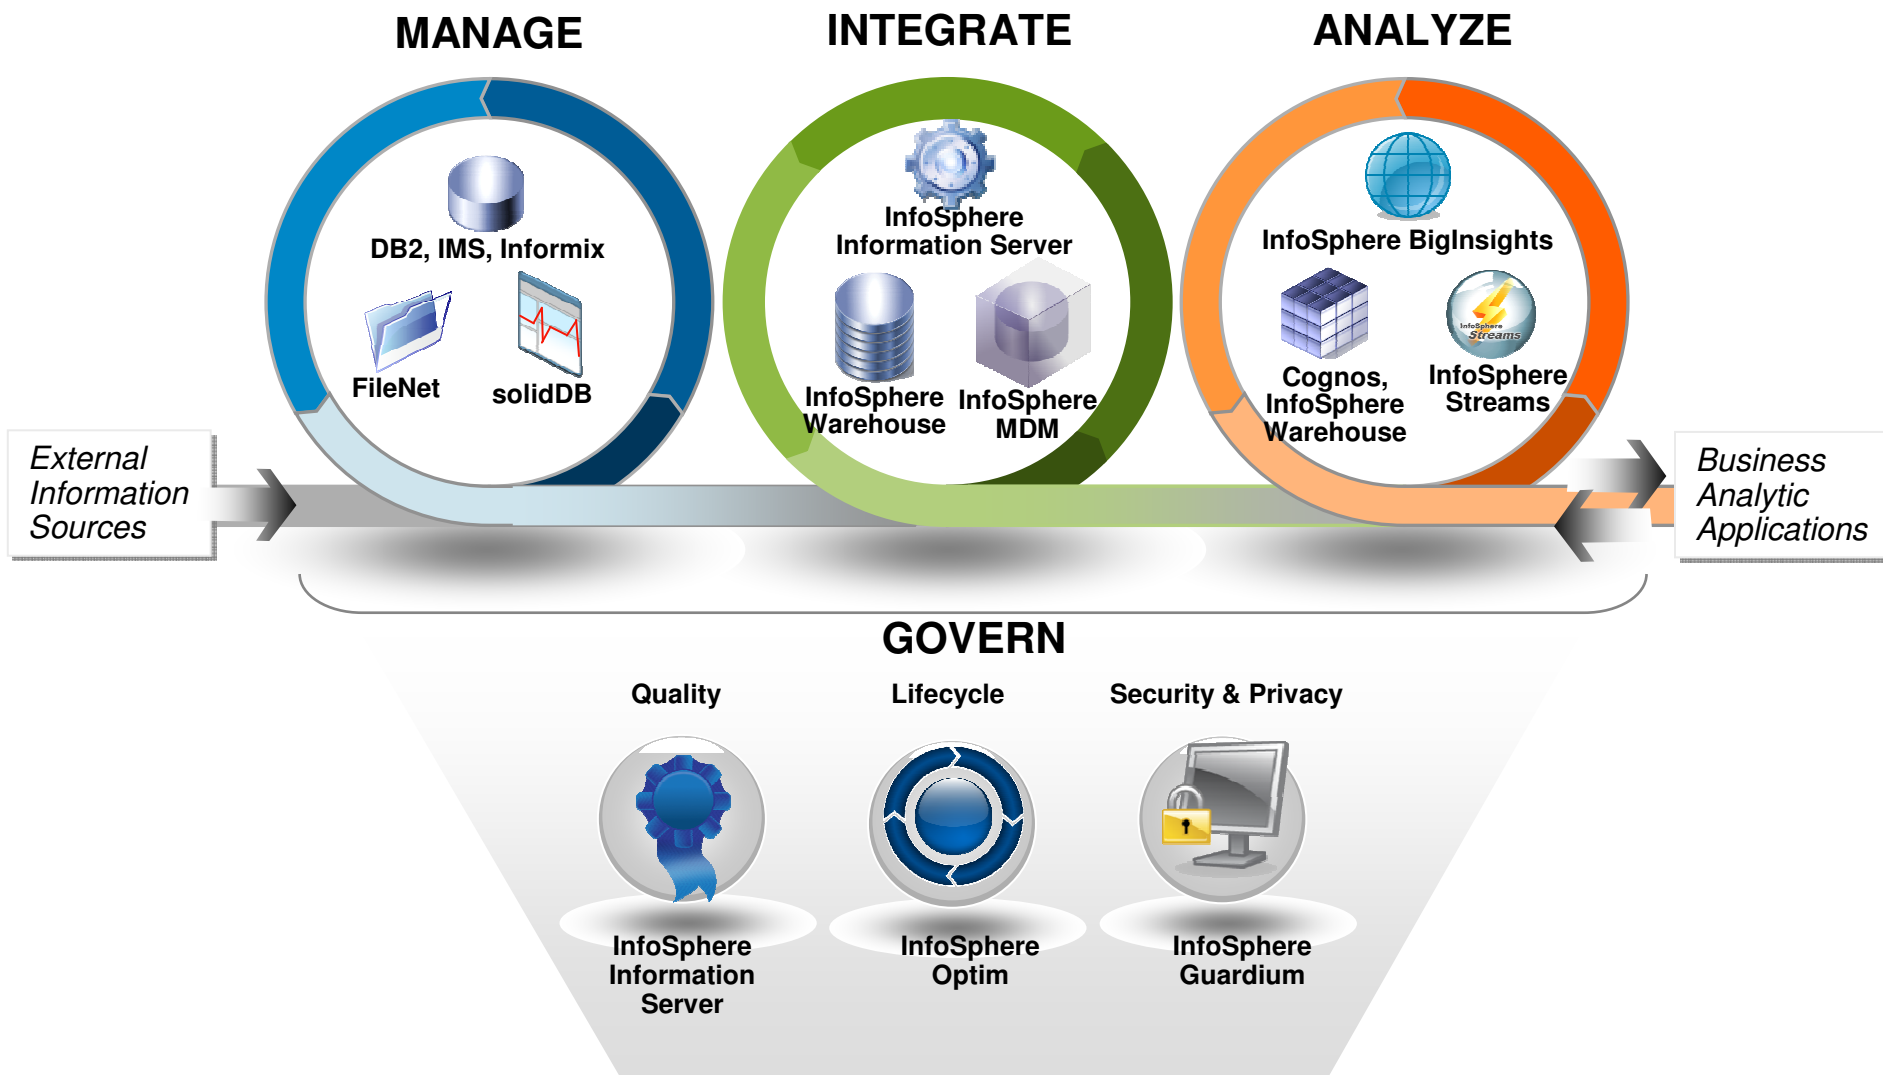 MANAGE
INTEGRATE
ANALYZE
DB2, IMS, Informix
FileNet
solidDB
InfoSphere
Information Server
InfoSphere
Warehouse
InfoSphere
MDM
InfoSphere BigInsights
Cognos,
InfoSphere
Warehouse
InfoSphere
Streams
InfoSphere
Streams
External
Information
Sources
Business
Analytic
Applications
GOVERN
Quality
Lifecycle
Security & Privacy
InfoSphere
Information
Server
InfoSphere
Optim
InfoSphere
Guardium